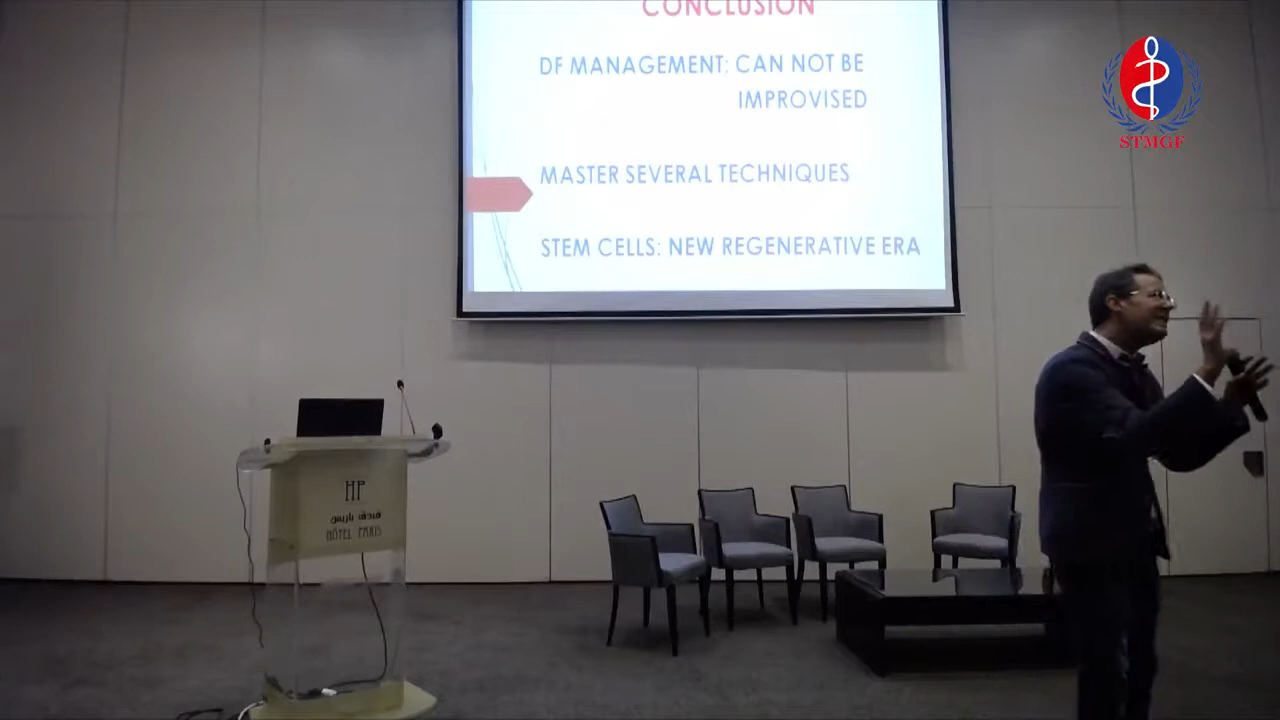 CONCLUSION
DF MANAGEMENT: CAN NOT BE
IMPROVISED
MASTER SEVERAL TECHNIQUES
STEM CELLS: NEW REGENERATIVE ERA
STMGF
HP
فندق باريس
HÔTEL PARIS